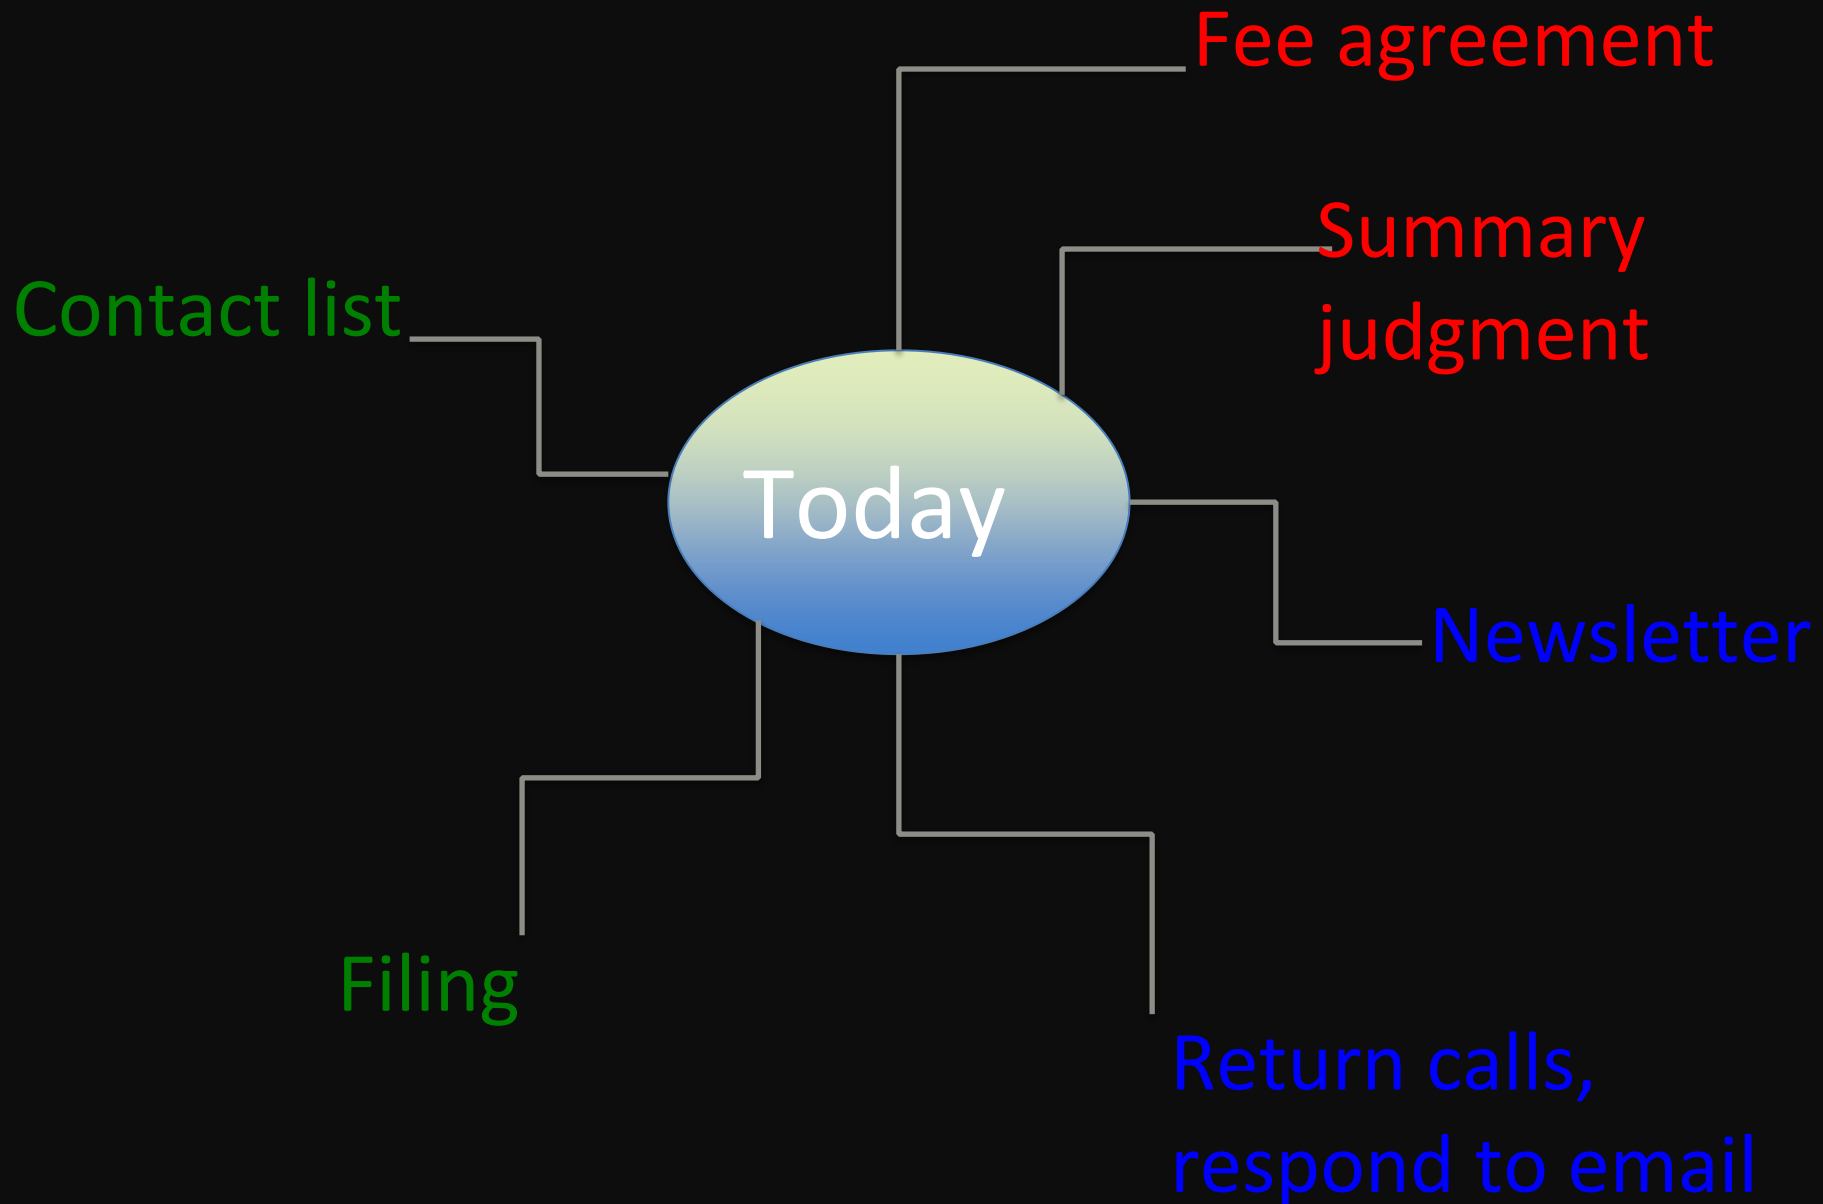 Fee agreement
Summary
judgment
Contact list
Today
Newsletter
Filing
Return calls,
respond to email